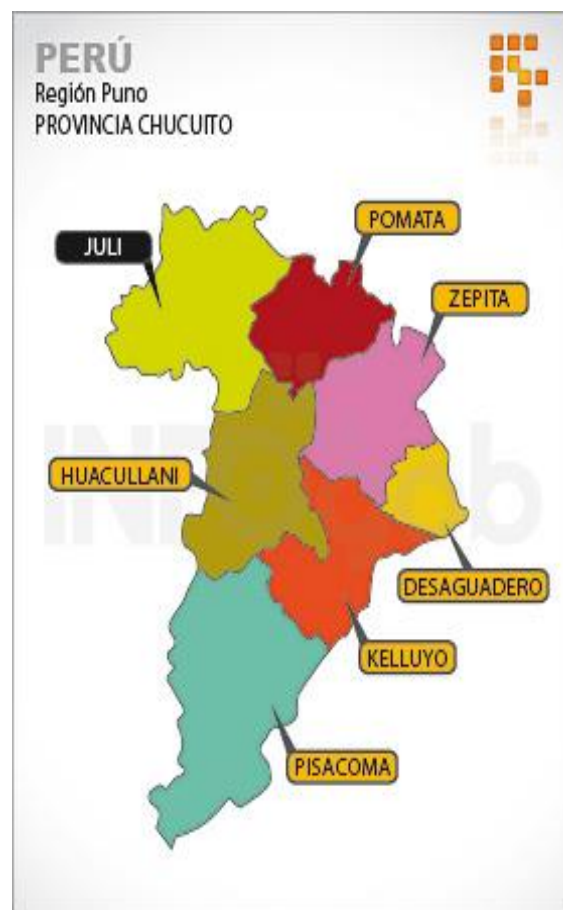 PERÚ
Región Puno
PROVINCIA CHUCUITO
POMATA
JULI
ZEPITA
HUACULLANI
DESAGUADERO
KELLUYO
PISACOMA